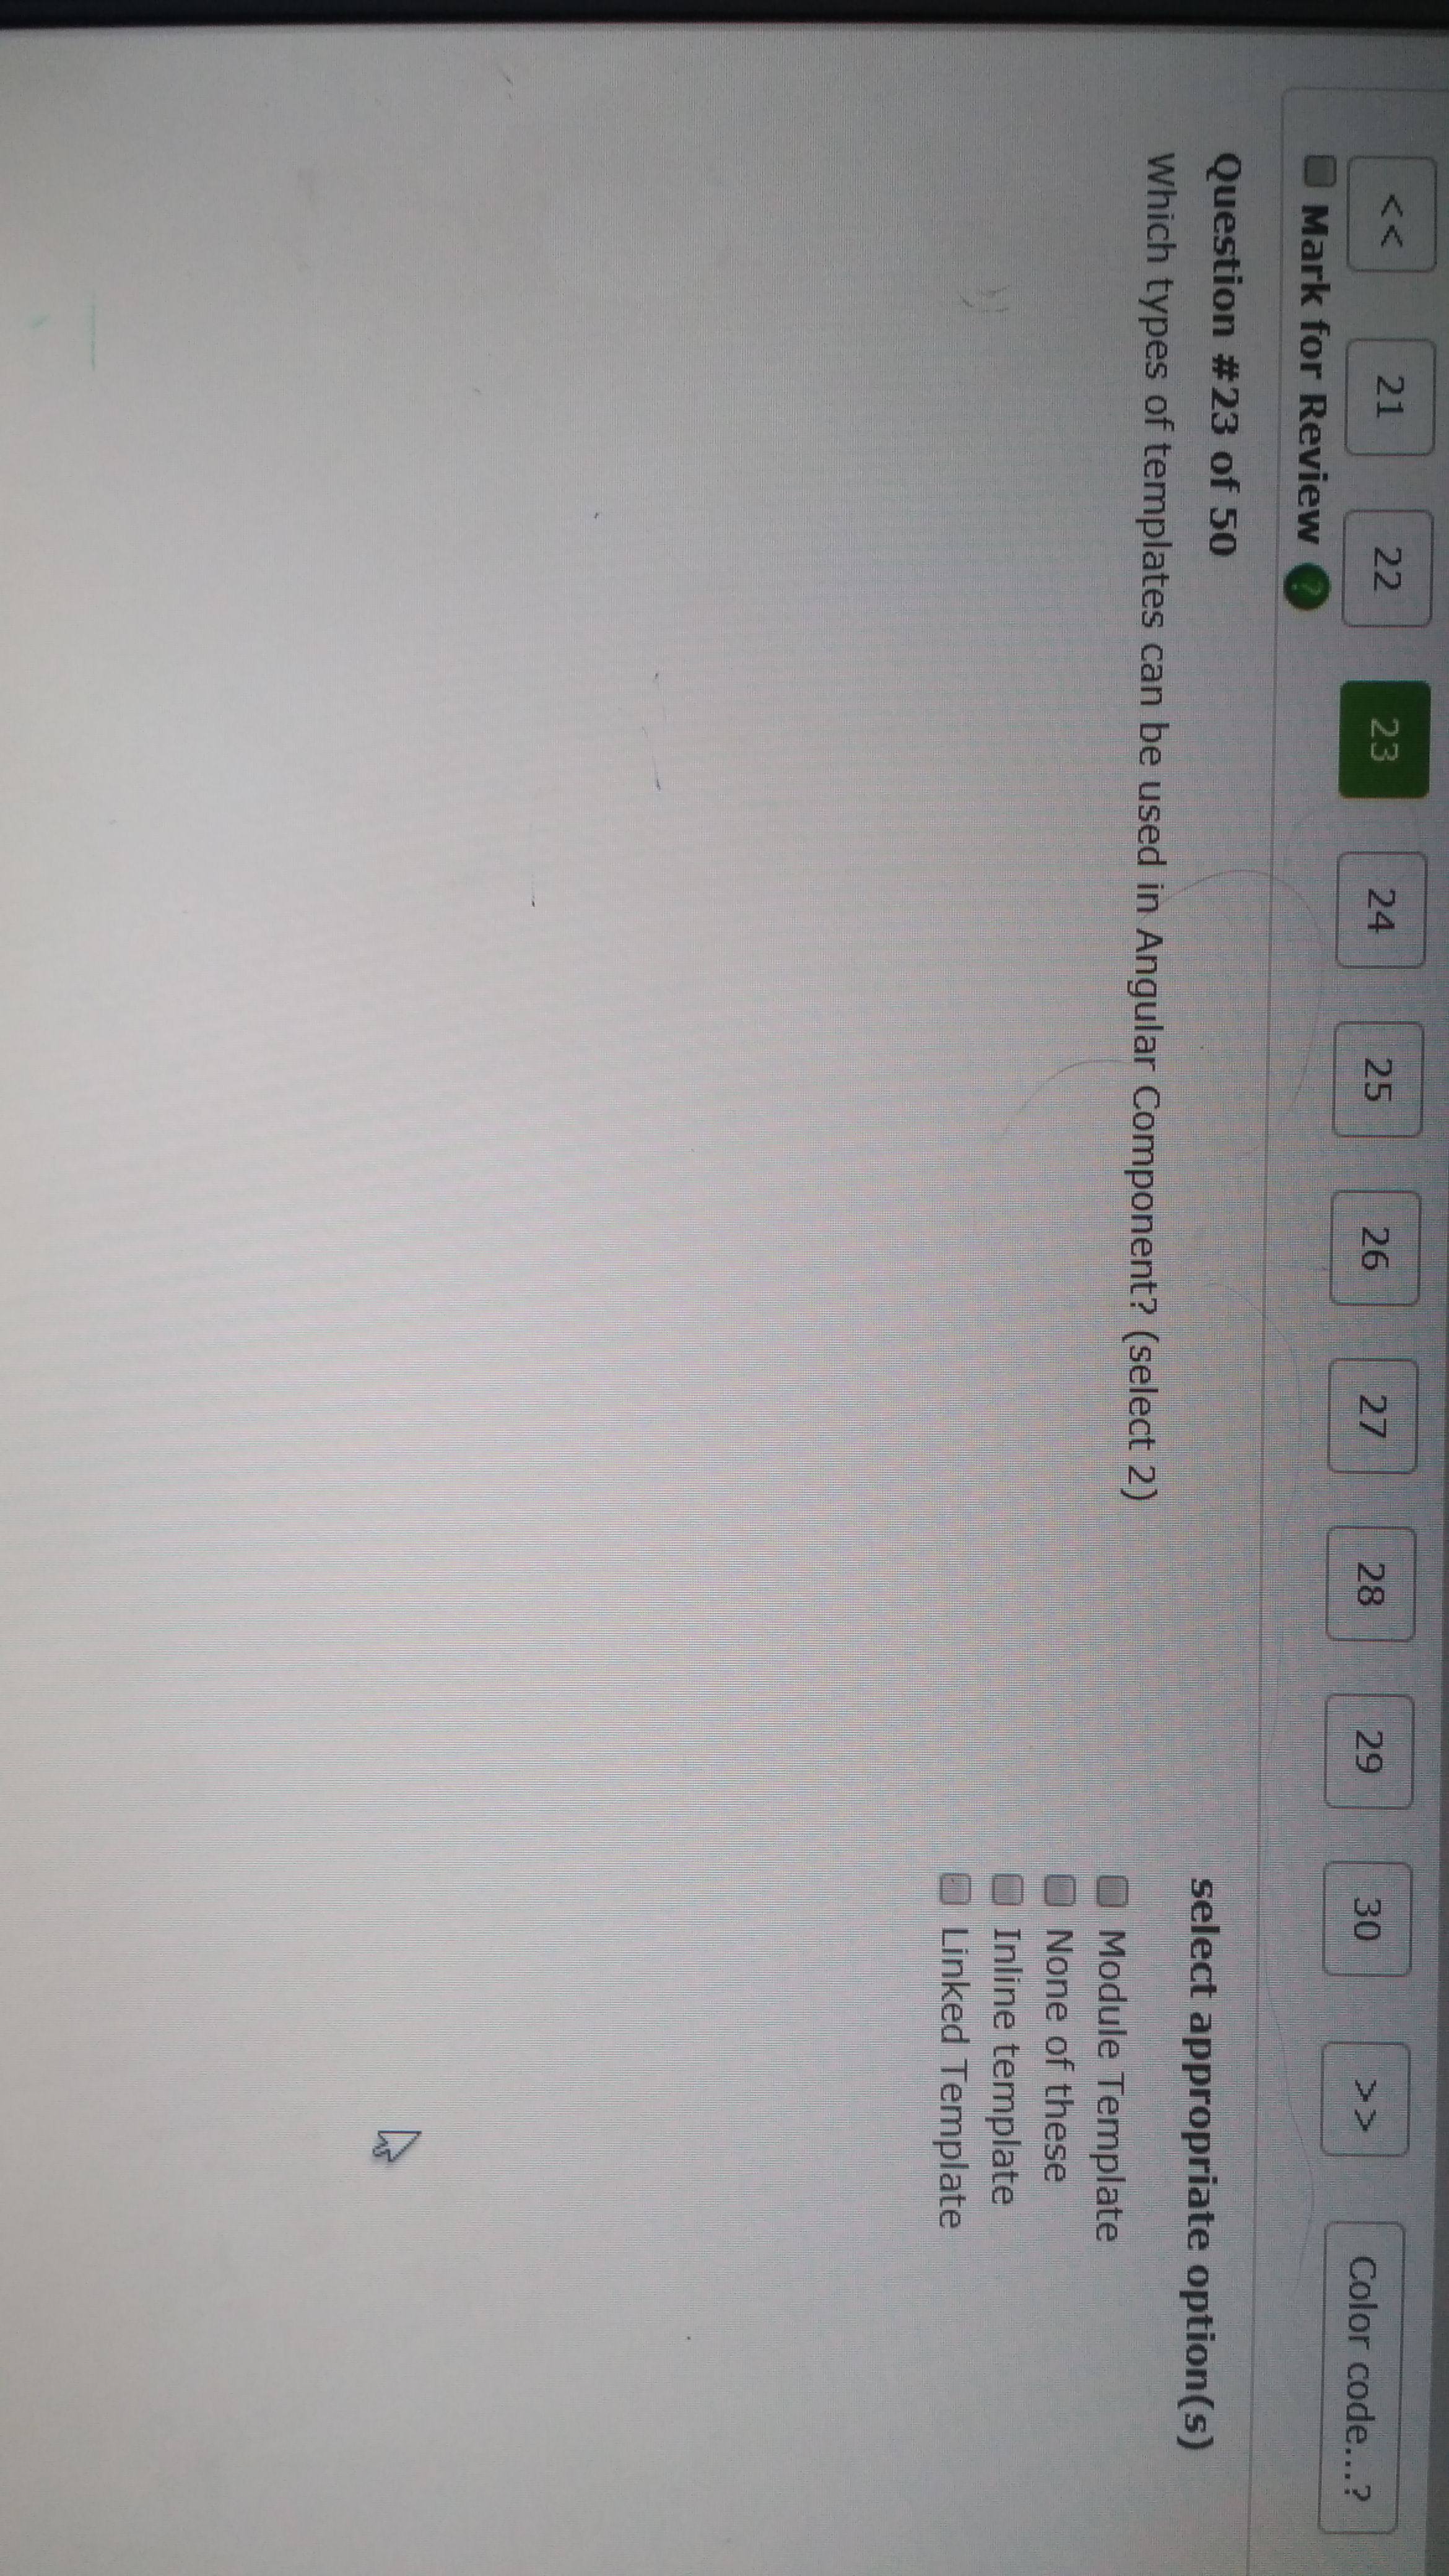 << 21 22 23 24 25 26 27 28 29 30 >> Color code...?
Mark for Review ?
Question #23 of 50
Which types of templates can be used in Angular Component? (select 2)
select appropriate option(s)
Module Template
None of these
Inline template
Linked Template